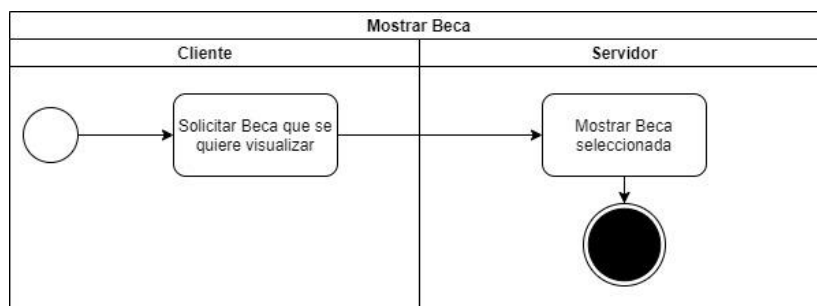 Mostrar Beca
Cliente
Servidor
Solicitar Beca que se
quiere visualizar
Mostrar Beca
seleccionada